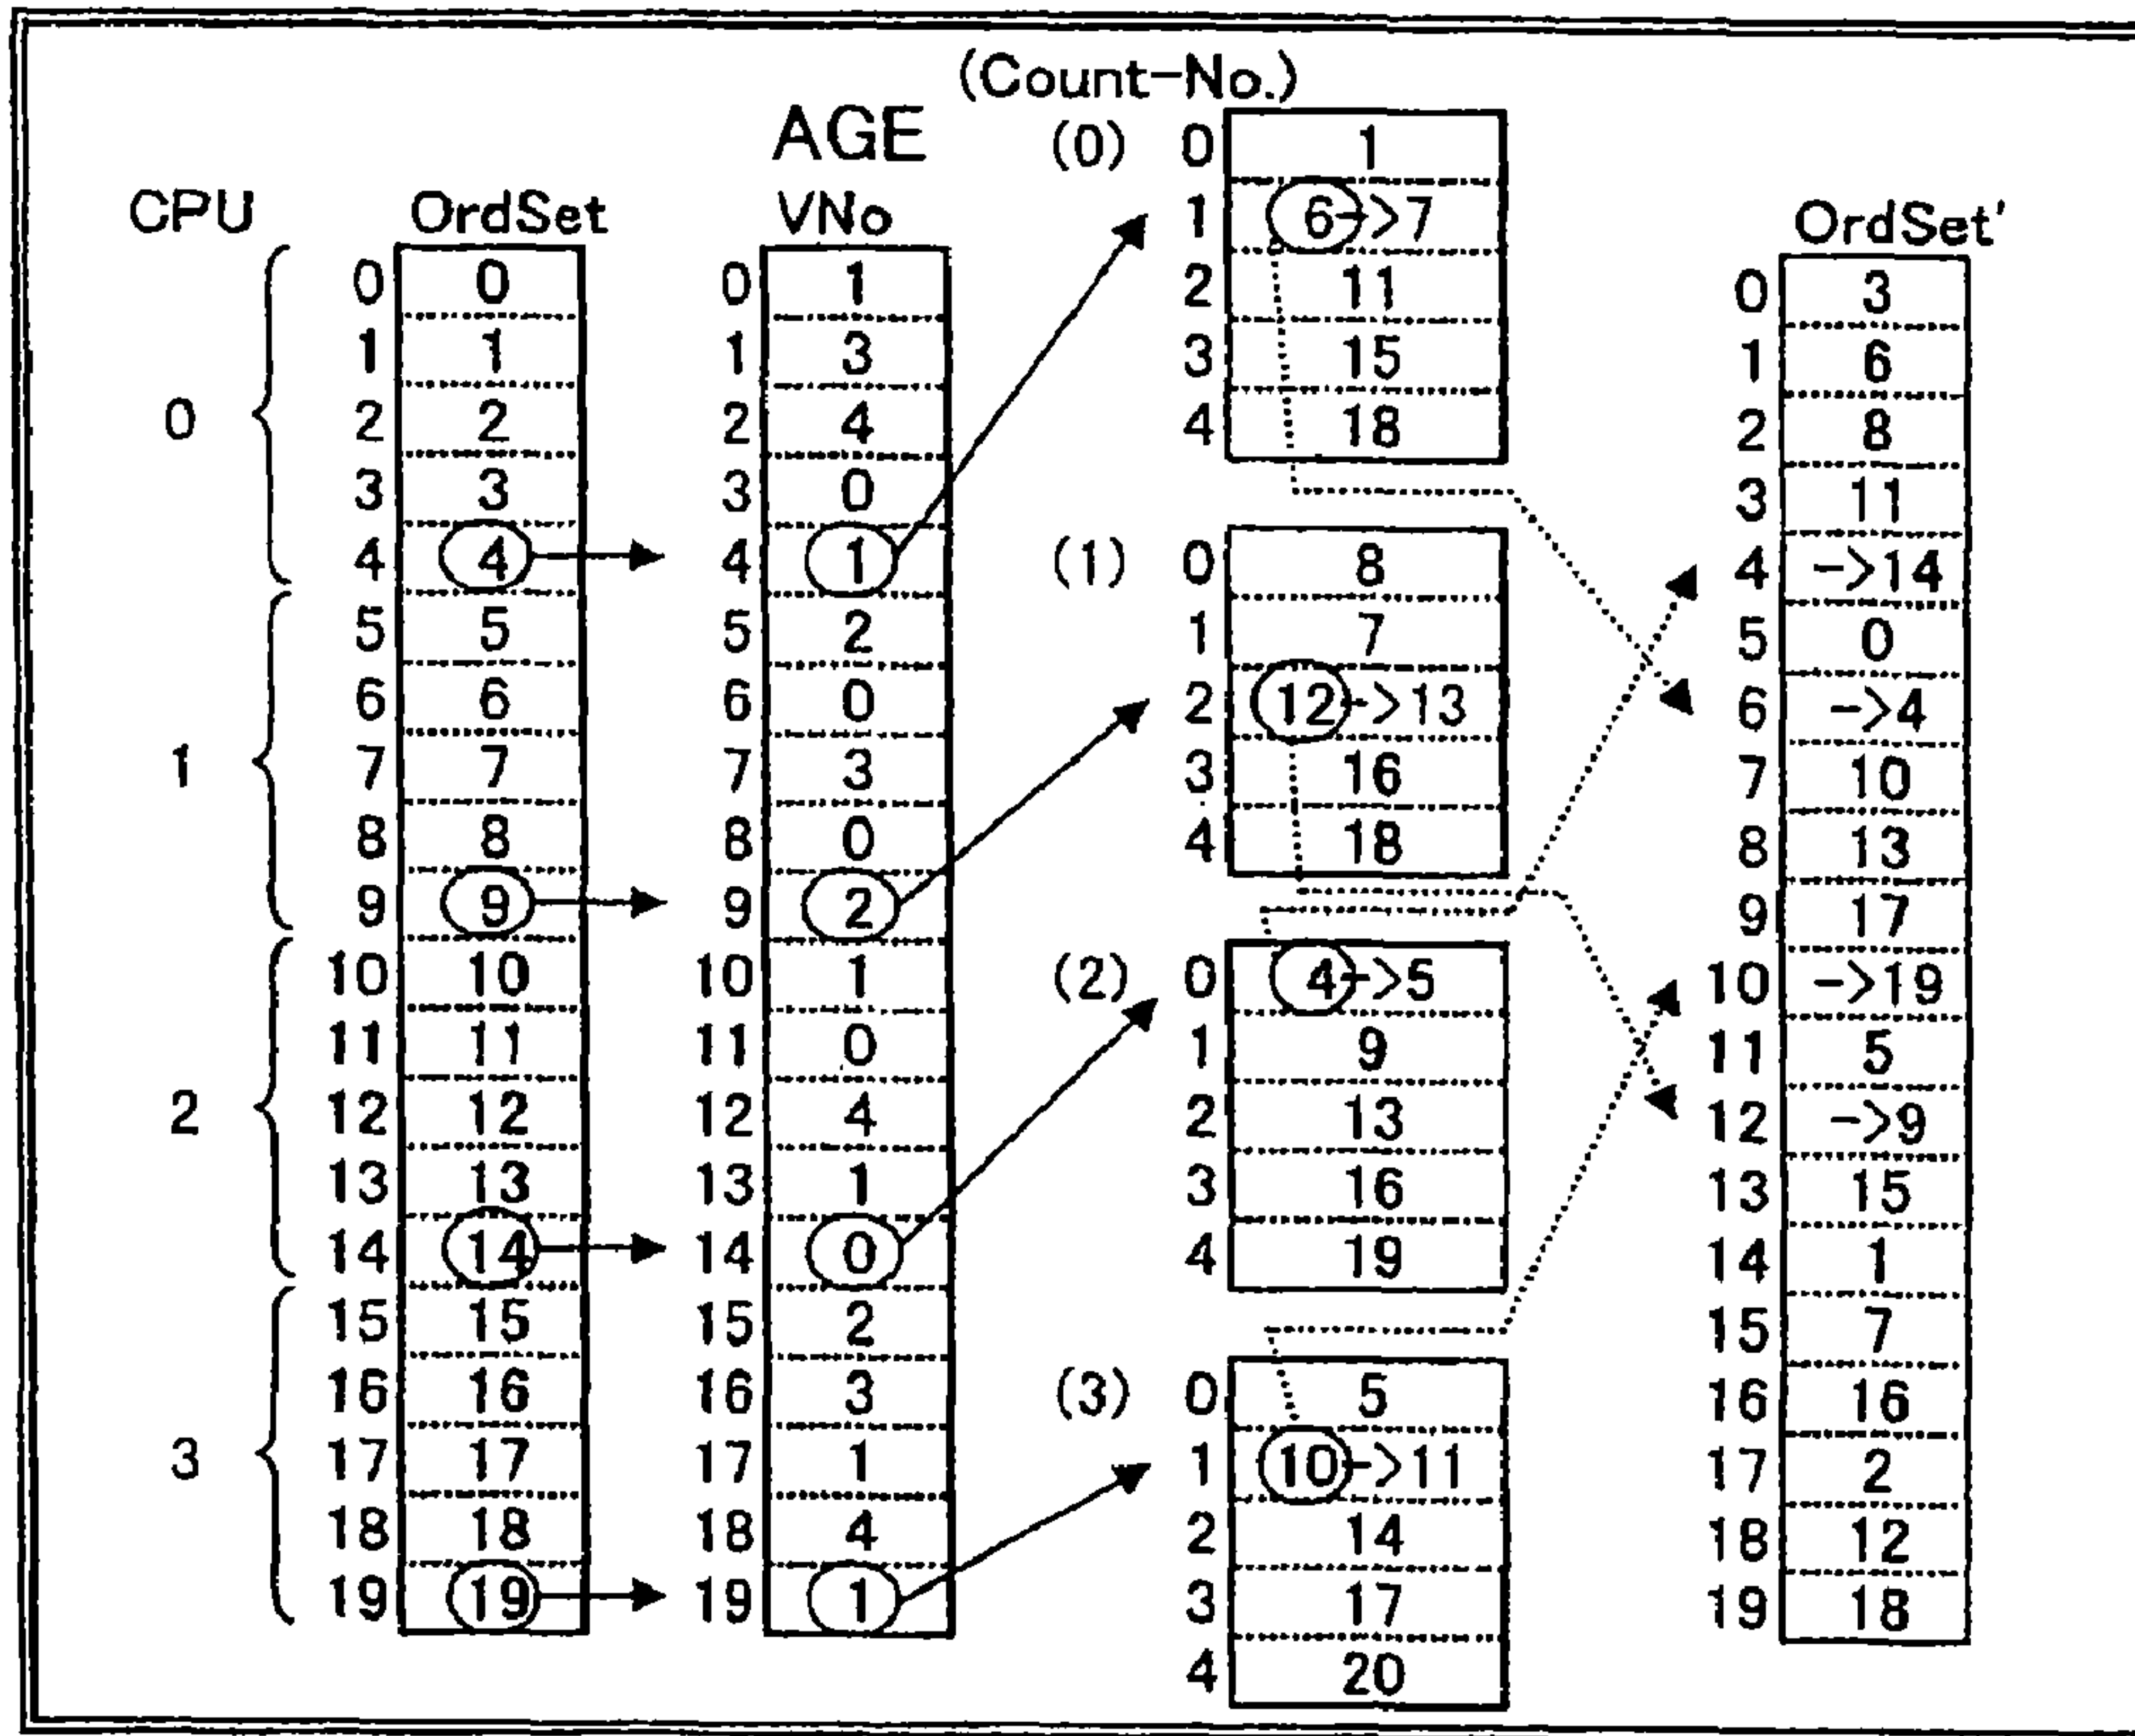 (Count-No.)
AGE
CPU OrdSet VNo OrdSet'
(0)
0 1
1 6->7
2 11
3 15
4 18
(1)
0 8
1 7
2 12->13
3 16
4 18
(2)
0 4->5
1 9
2 13
3 16
4 19
(3)
0 5
1 10->11
2 14
3 17
4 20
0
1
2
3
0 0 0 1 0 3
1 1 1 3 1 6
2 2 2 4 2 8
3 3 3 0 3 11
4 4 4 1 4 ->14
5 5 5 2 5 0
6 6 6 0 6 ->4
7 7 7 3 7 10
8 8 8 0 8 13
9 9 9 2 9 17
10 10 10 1 10 ->19
11 11 11 0 11 5
12 12 12 4 12 ->9
13 13 13 1 13 15
14 14 14 0 14 1
15 15 15 2 15 7
16 16 16 3 16 16
17 17 17 1 17 2
18 18 18 4 18 12
19 19 19 1 19 18